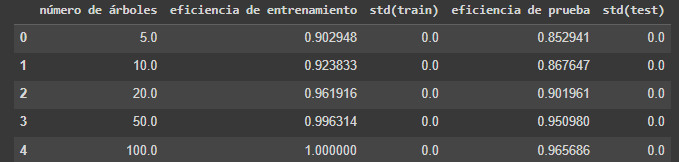 número de árboles eficiencia de entrenamiento std(train) eficiencia de prueba std(test)
0 5.0 0.902948 0.0 0.852941 0.0
1 10.0 0.923833 0.0 0.867647 0.0
2 20.0 0.961916 0.0 0.901961 0.0
3 50.0 0.996314 0.0 0.950980 0.0
4 100.0 1.000000 0.0 0.965686 0.0